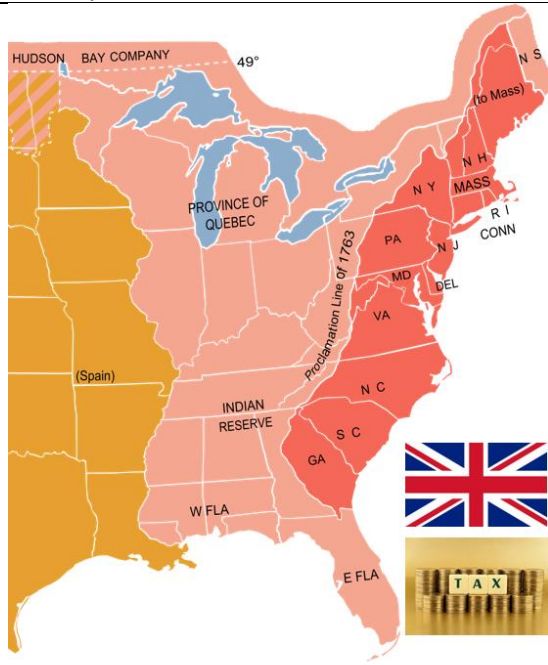 HUDSON BAY COMPANY
49°
N S
(to Mass)
N H
N Y
MASS
R I
CONN
PROVINCE OF
QUEBEC
PA
N J
MD
DEL
Proclamation Line of 1763
VA
(Spain)
N C
INDIAN
RESERVE
S C
GA
W FLA
E FLA
TAX